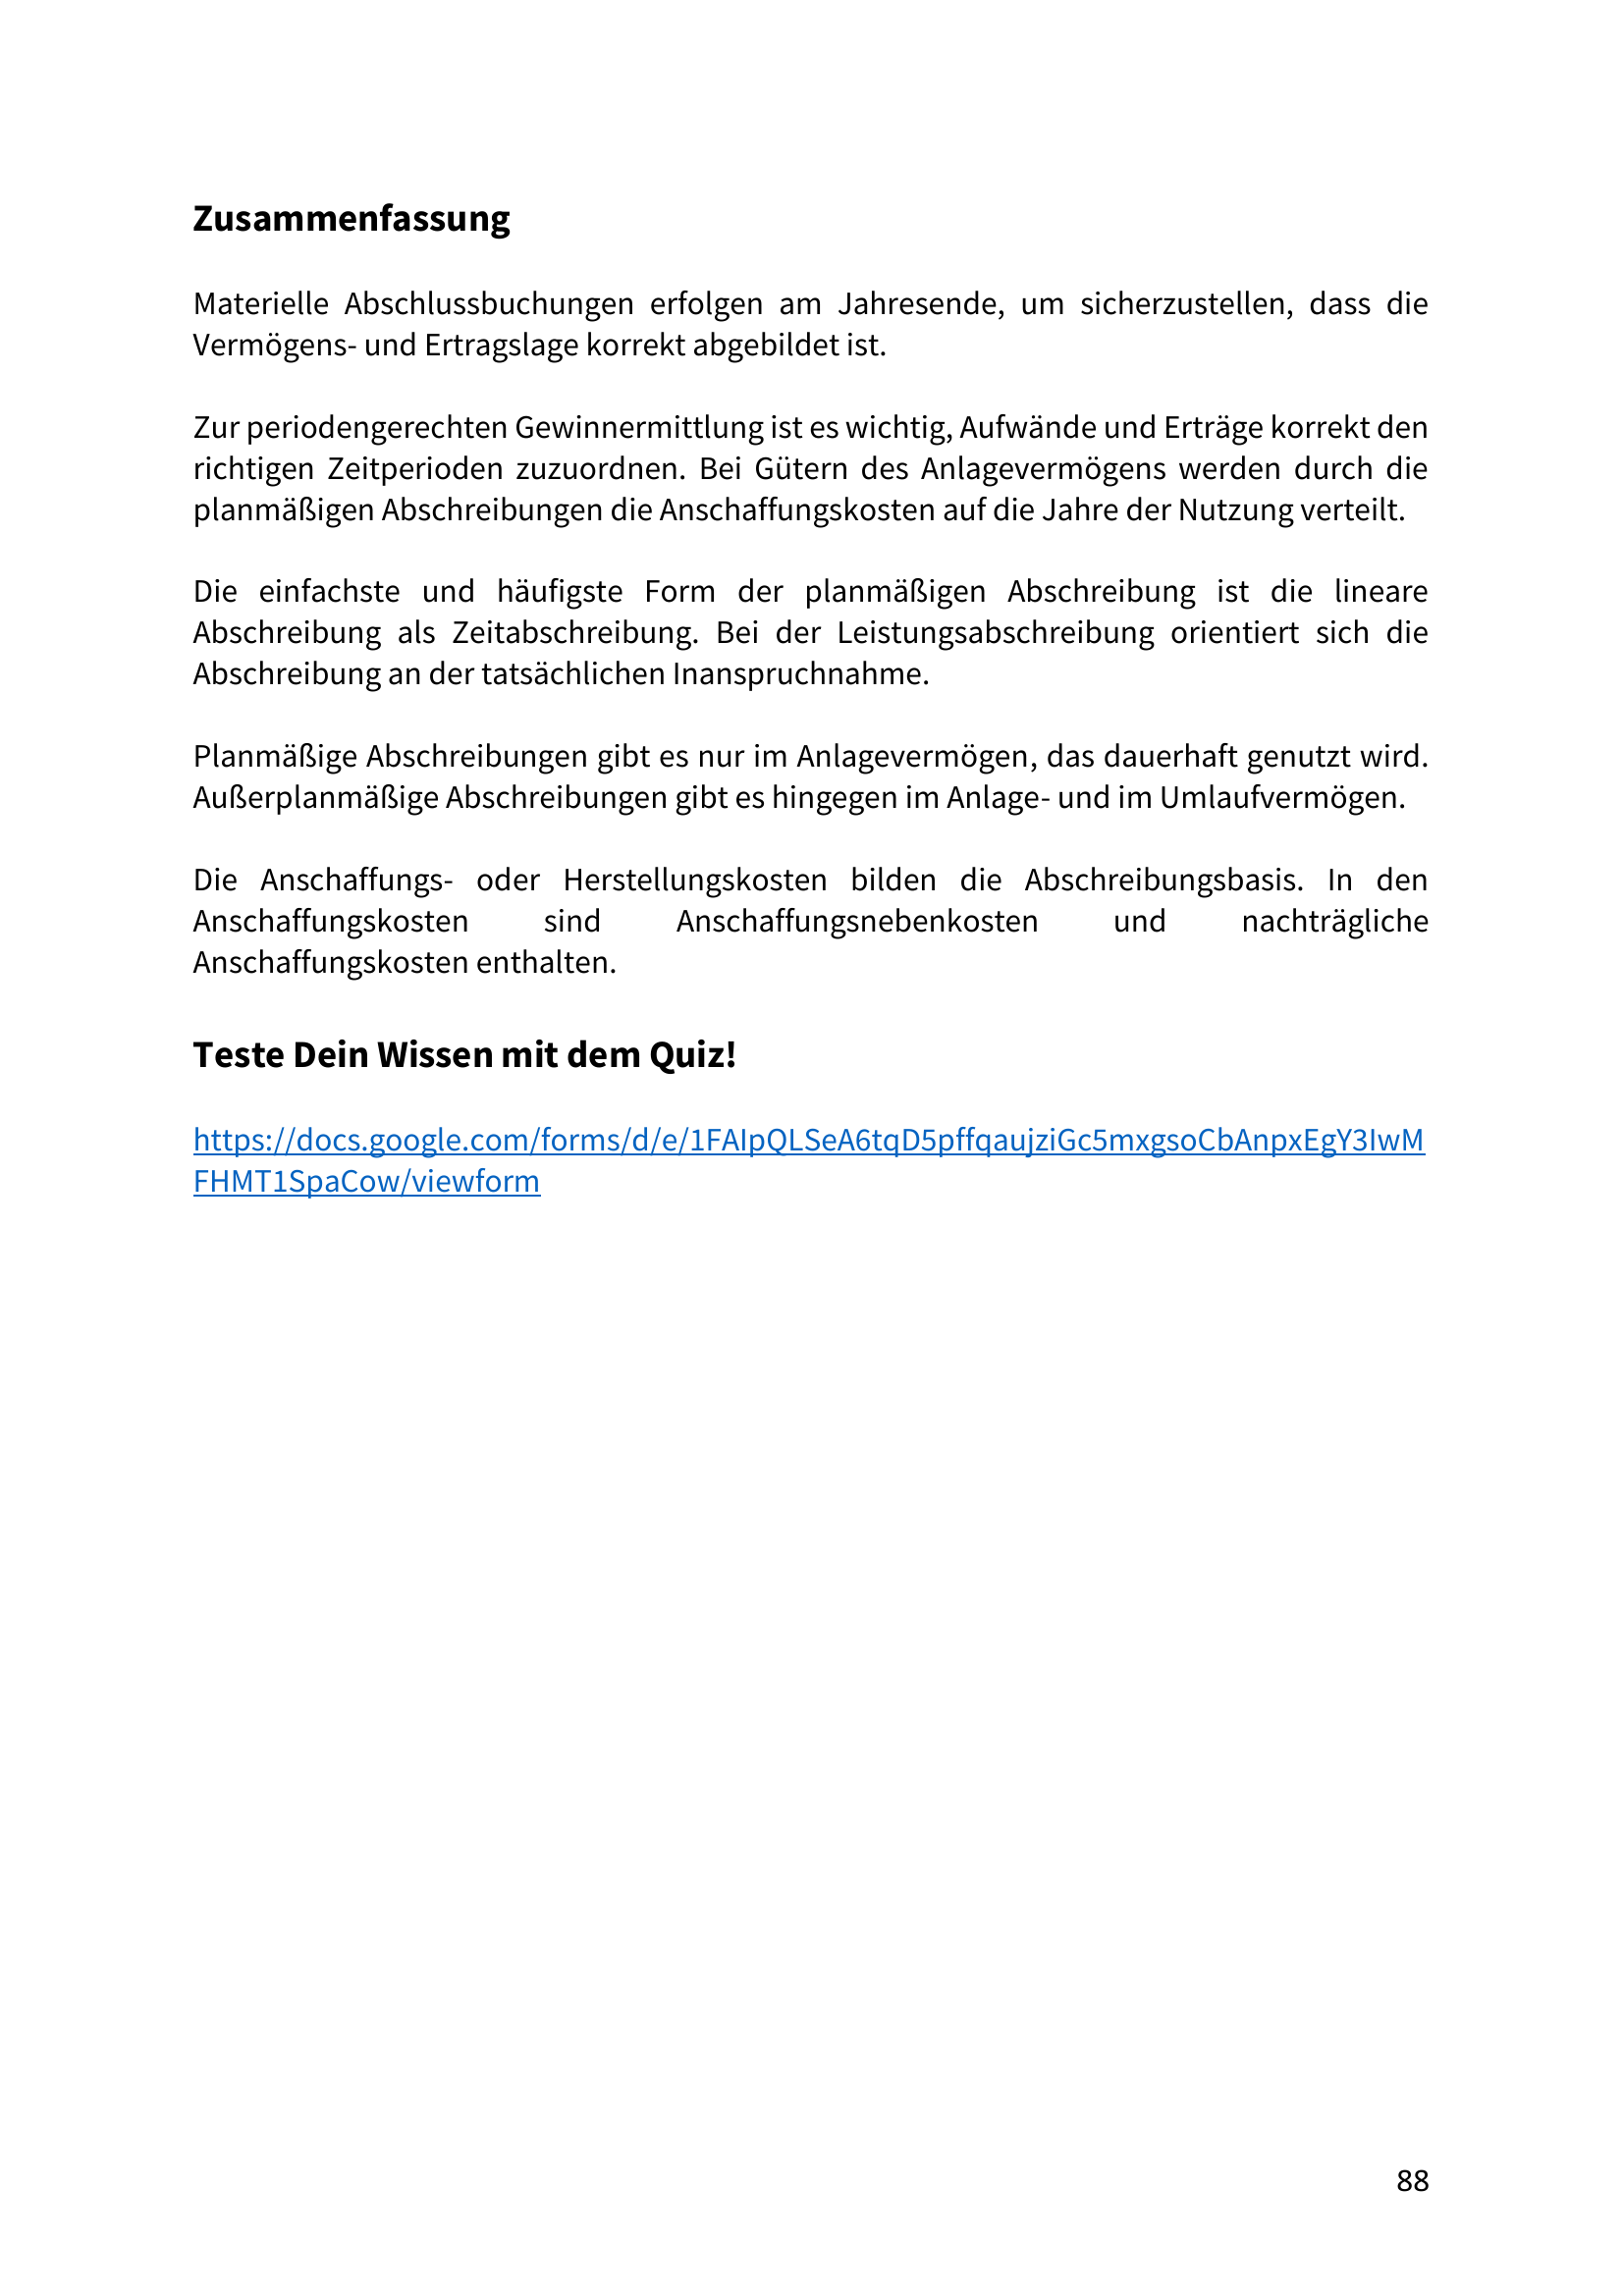 Zusammenfassung
Materielle Abschlussbuchungen erfolgen am Jahresende, um sicherzustellen, dass die
Vermögens- und Ertragslage korrekt abgebildet ist.
Zur periodengerechten Gewinnermittlung ist es wichtig, Aufwände und Erträge korrekt den
richtigen Zeitperioden zuzuordnen. Bei Gütern des Anlagevermögens werden durch die
planmäßigen Abschreibungen die Anschaffungskosten auf die Jahre der Nutzung verteilt.
Die einfachste und häufigste Form der planmäßigen Abschreibung ist die lineare
Abschreibung als Zeitabschreibung. Bei der Leistungsabschreibung orientiert sich die
Abschreibung an der tatsächlichen Inanspruchnahme.
Planmäßige Abschreibungen gibt es nur im Anlagevermögen, das dauerhaft genutzt wird.
Außerplanmäßige Abschreibungen gibt es hingegen im Anlage- und im Umlaufvermögen.
Die Anschaffungs- oder Herstellungskosten bilden die Abschreibungsbasis. In den
Anschaffungskosten sind Anschaffungsnebenkosten und nachträgliche
Anschaffungskosten enthalten.
Teste Dein Wissen mit dem Quiz!
https://docs.google.com/forms/d/e/1FAIpQLSeA6tqD5pffqaujziGc5mxgsoCbAnpxEgY3IwM
FHMT1SpaCow/viewform
88